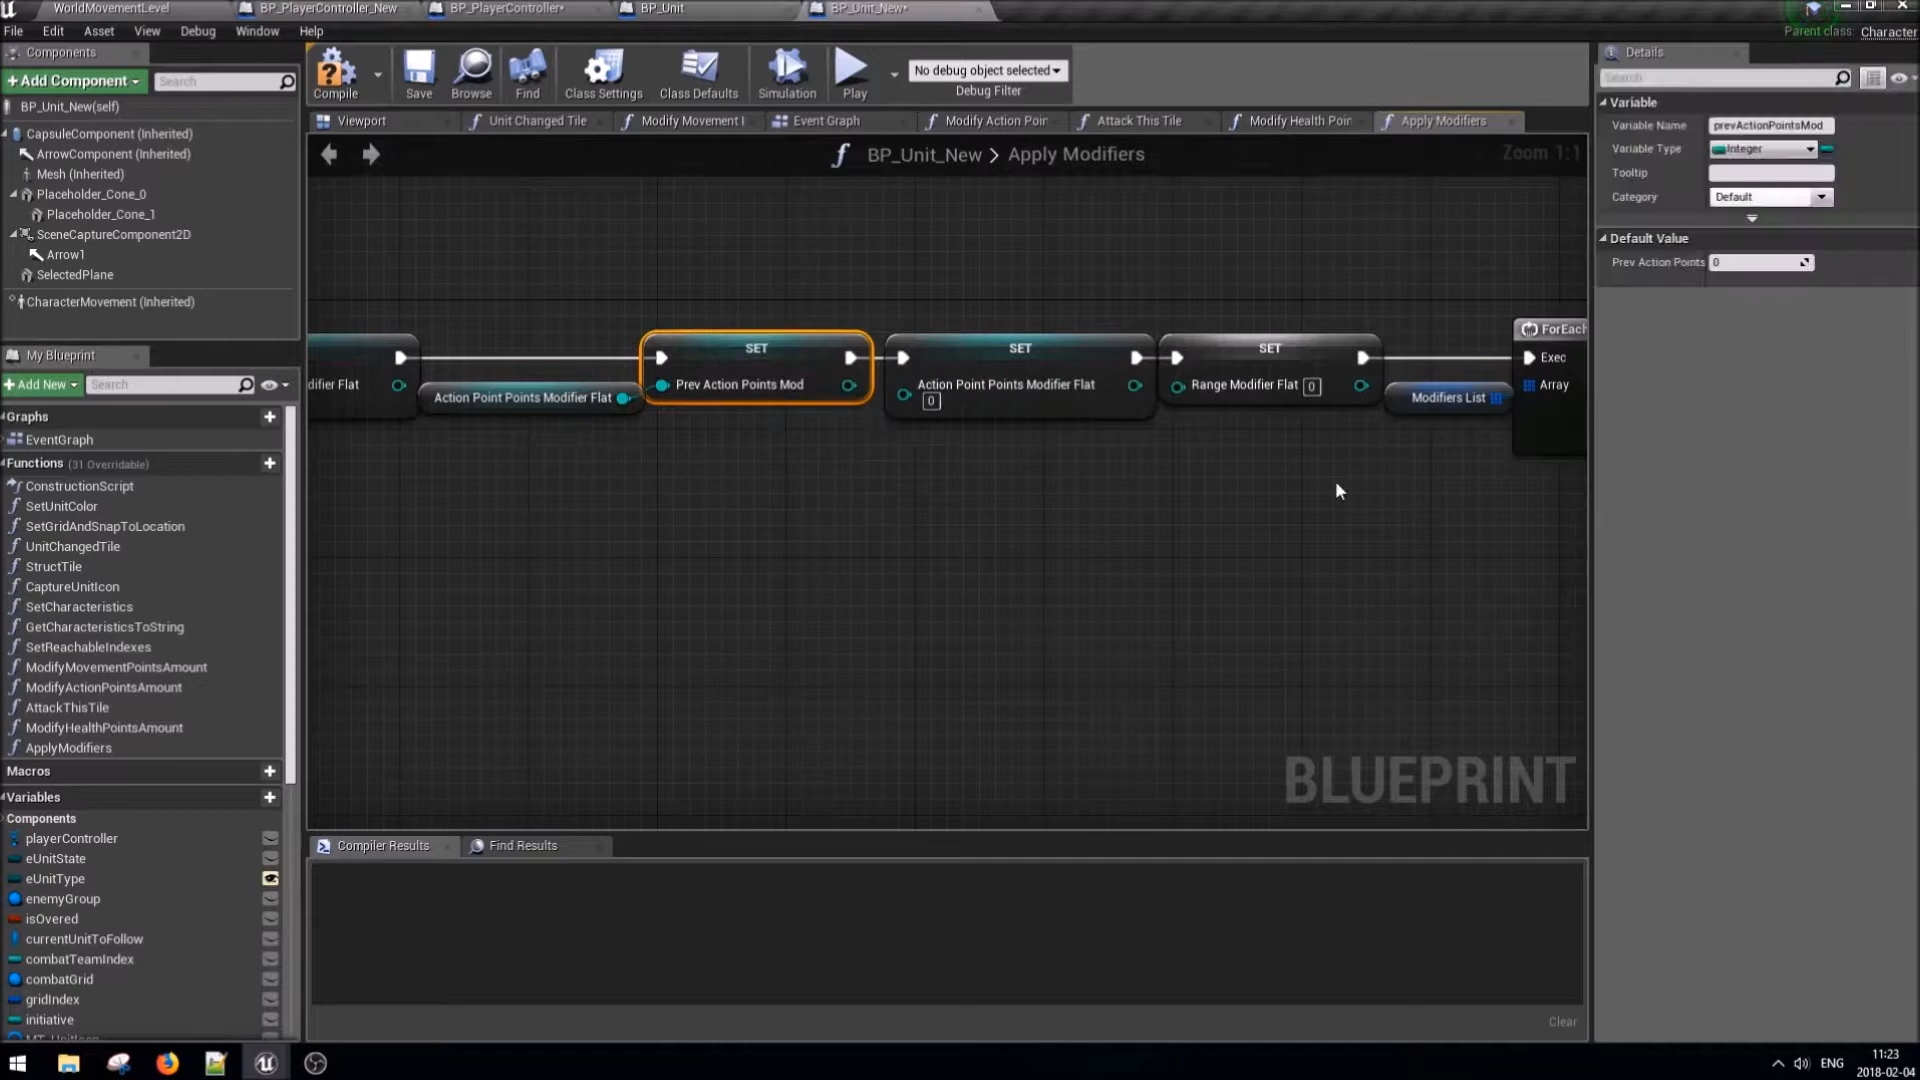 WorldMovementLevel
BP_PlayerController_New
BP_PlayerController*
BP_Unit
BP_Unit_New*
File Edit Asset View Debug Window Help
Parent class: Character
Components
+Add Component
Search
BP_Unit_New(self)
CapsuleComponent (Inherited)
ArrowComponent (Inherited)
Mesh (Inherited)
Placeholder_Cone_0
Placeholder_Cone_1
SceneCaptureComponent2D
Arrow1
SelectedPlane
CharacterMovement (Inherited)
My Blueprint
+Add New
Search
Graphs
EventGraph
Functions (31 Overridable)
ConstructionScript
SetUnitColor
SetGridAndSnapToLocation
UnitChangedTile
StructTile
CaptureUnitIcon
SetCharacteristics
GetCharacteristicsToString
SetReachableIndexes
ModifyMovementPointsAmount
ModifyActionPointsAmount
AttackThisTile
ModifyHealthPointsAmount
ApplyModifiers
Macros
Variables
Components
playerController
eUnitState
eUnitType
enemyGroup
isOvered
currentUnitToFollow
combatTeamIndex
combatGrid
gridIndex
initiative
Compile
Save
Browse
Find
Class Settings
Class Defaults
Simulation
Play
No debug object selected
Debug Filter
Viewport
Unit Changed Tile
Modify Movement I
Event Graph
Modify Action Poin
Attack This Tile
Modify Health Poin
Apply Modifiers
BP_Unit_New > Apply Modifiers
Zoom 1:1
difier Flat
Action Point Points Modifier Flat
SET
Prev Action Points Mod
SET
Action Point Points Modifier Flat
0
SET
Range Modifier Flat 0
Modifiers List
ForEach
Exec
Array
BLUEPRINT
Compiler Results
Find Results
Clear
Details
Search
Variable
Variable Name prevActionPointsMod
Variable Type Integer
Tooltip
Category Default
Default Value
Prev Action Points 0
ENG
11:23
2018-02-04